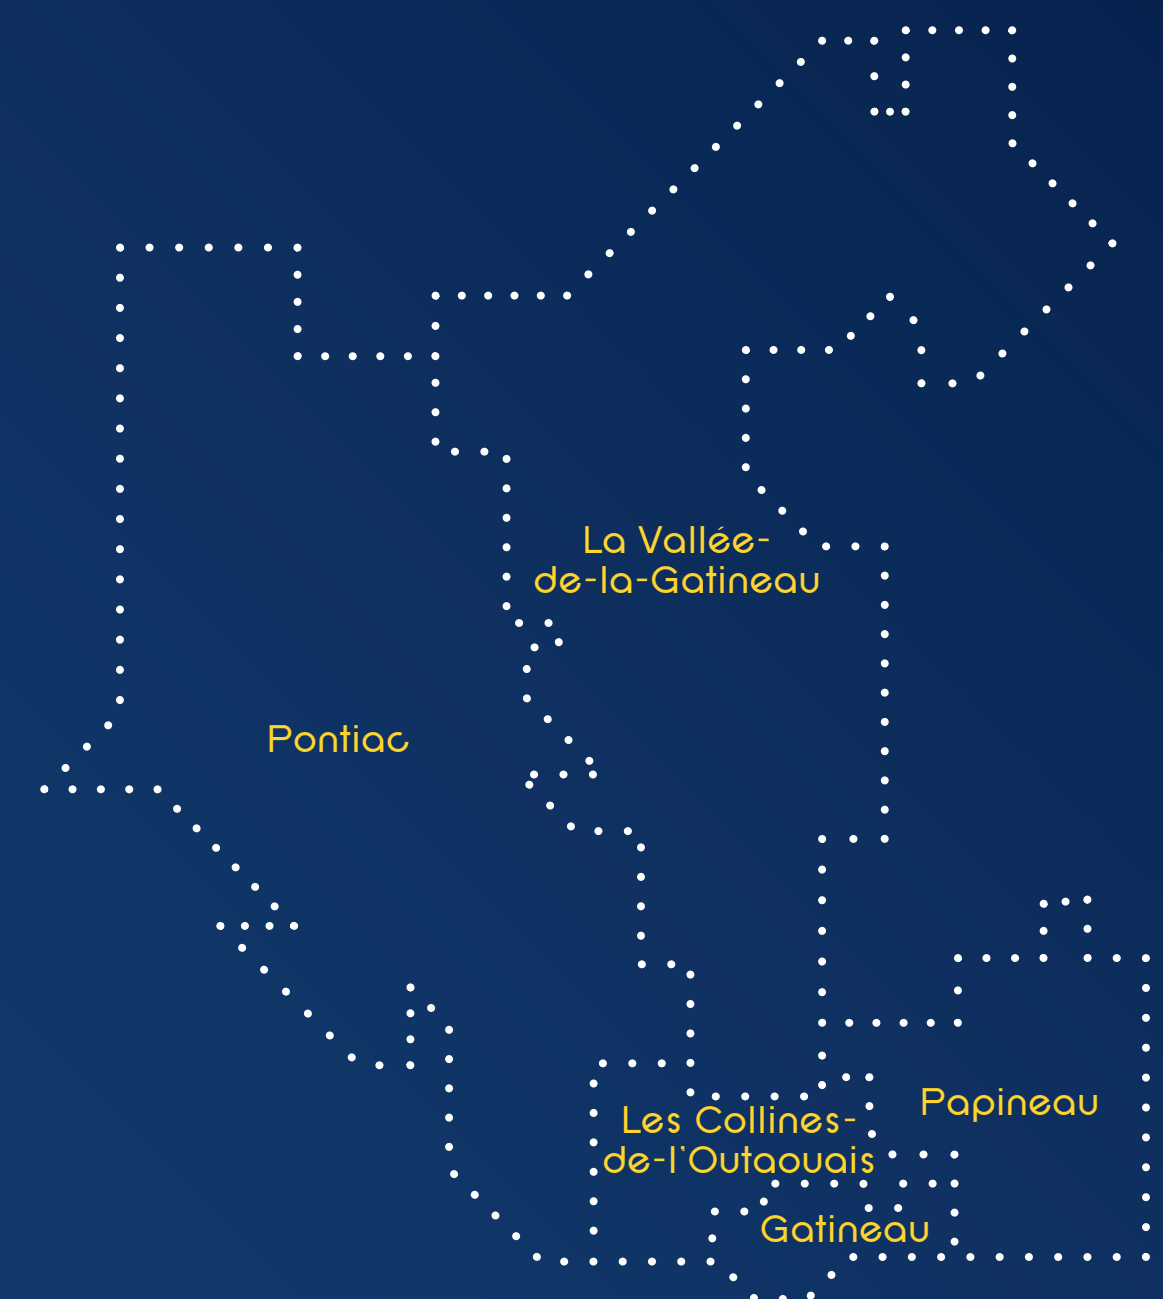 La Vallée-
de-la-Gatineau
Pontiac
Papineau
Les Collines-
de-l'Outaouais
Gatineau